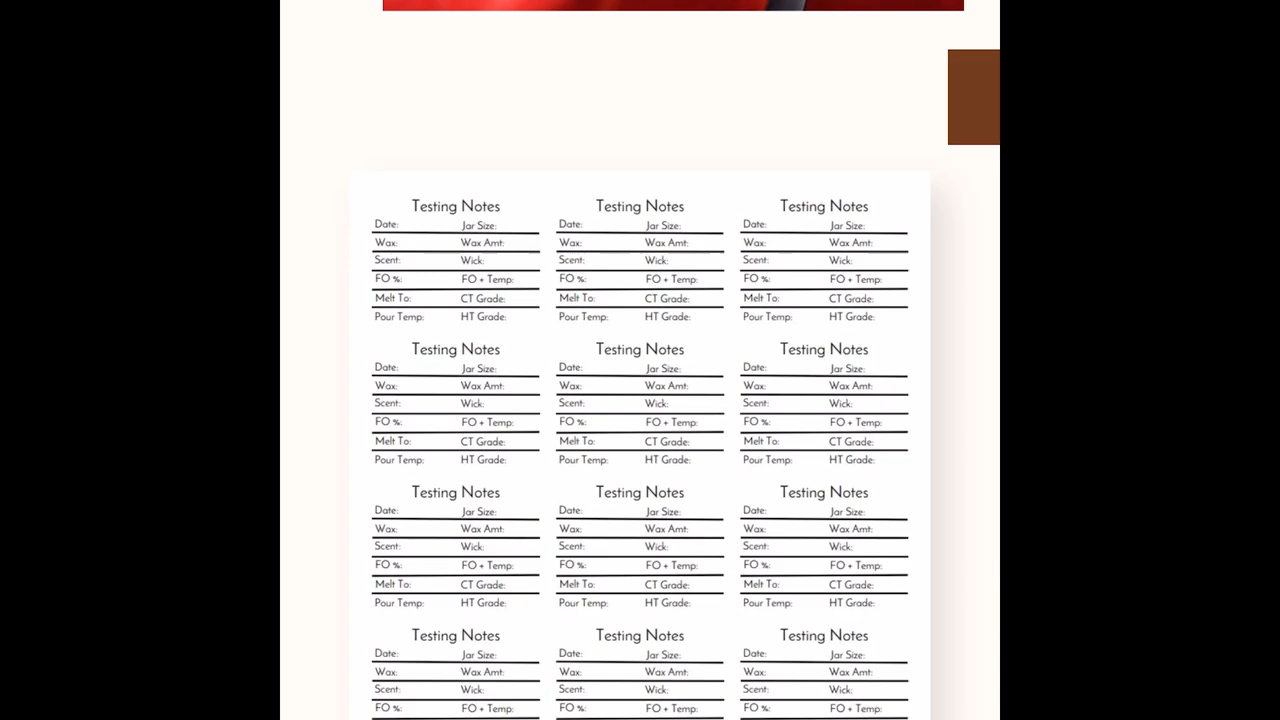 Testing Notes Testing Notes Testing Notes
Date: Jar Size: Date: Jar Size: Date: Jar Size:
Wax: Wax Amt: Wax: Wax Amt: Wax: Wax Amt:
Scent: Wick: Scent: Wick: Scent: Wick:
FO %: FO + Temp: FO %: FO + Temp: FO %: FO + Temp:
Melt To: CT Grade: Melt To: CT Grade: Melt To: CT Grade:
Pour Temp: HT Grade: Pour Temp: HT Grade: Pour Temp: HT Grade:
Testing Notes Testing Notes Testing Notes
Date: Jar Size: Date: Jar Size: Date: Jar Size:
Wax: Wax Amt: Wax: Wax Amt: Wax: Wax Amt:
Scent: Wick: Scent: Wick: Scent: Wick:
FO %: FO + Temp: FO %: FO + Temp: FO %: FO + Temp:
Melt To: CT Grade: Melt To: CT Grade: Melt To: CT Grade:
Pour Temp: HT Grade: Pour Temp: HT Grade: Pour Temp: HT Grade:
Testing Notes Testing Notes Testing Notes
Date: Jar Size: Date: Jar Size: Date: Jar Size:
Wax: Wax Amt: Wax: Wax Amt: Wax: Wax Amt:
Scent: Wick: Scent: Wick: Scent: Wick:
FO %: FO + Temp: FO %: FO + Temp: FO %: FO + Temp:
Melt To: CT Grade: Melt To: CT Grade: Melt To: CT Grade:
Pour Temp: HT Grade: Pour Temp: HT Grade: Pour Temp: HT Grade:
Testing Notes Testing Notes Testing Notes
Date: Jar Size: Date: Jar Size: Date: Jar Size:
Wax: Wax Amt: Wax: Wax Amt: Wax: Wax Amt:
Scent: Wick: Scent: Wick: Scent: Wick:
FO %: FO + Temp: FO %: FO + Temp: FO %: FO + Temp: